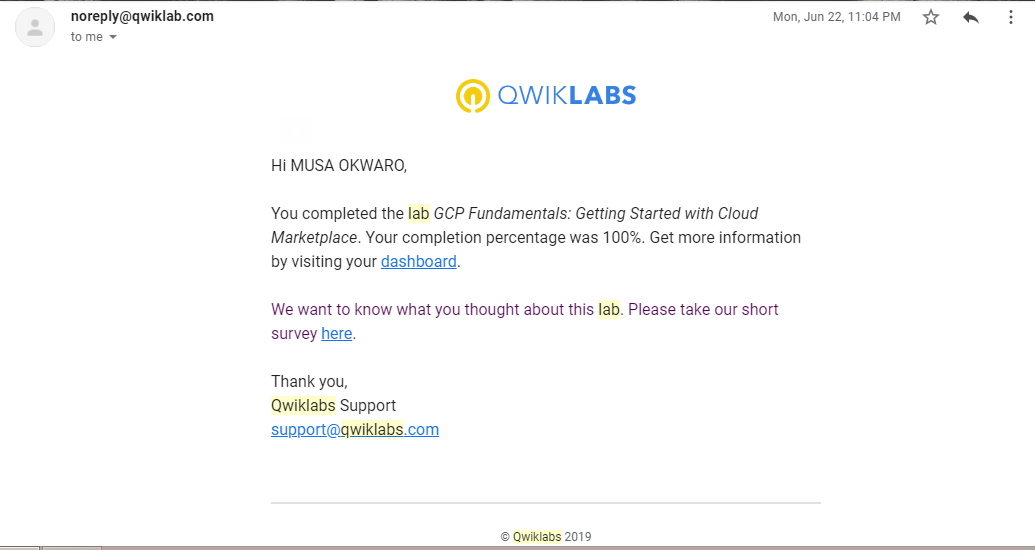 noreply@qwiklab.com
Mon, Jun 22, 11:04 PM
to me
QWIKLABS
Hi MUSA OKWARO,
You completed the lab GCP Fundamentals: Getting Started with Cloud
Marketplace. Your completion percentage was 100%. Get more information
by visiting your dashboard.
We want to know what you thought about this lab. Please take our short
survey here.
Thank you,
Qwiklabs Support
support@qwiklabs.com
© Qwiklabs 2019